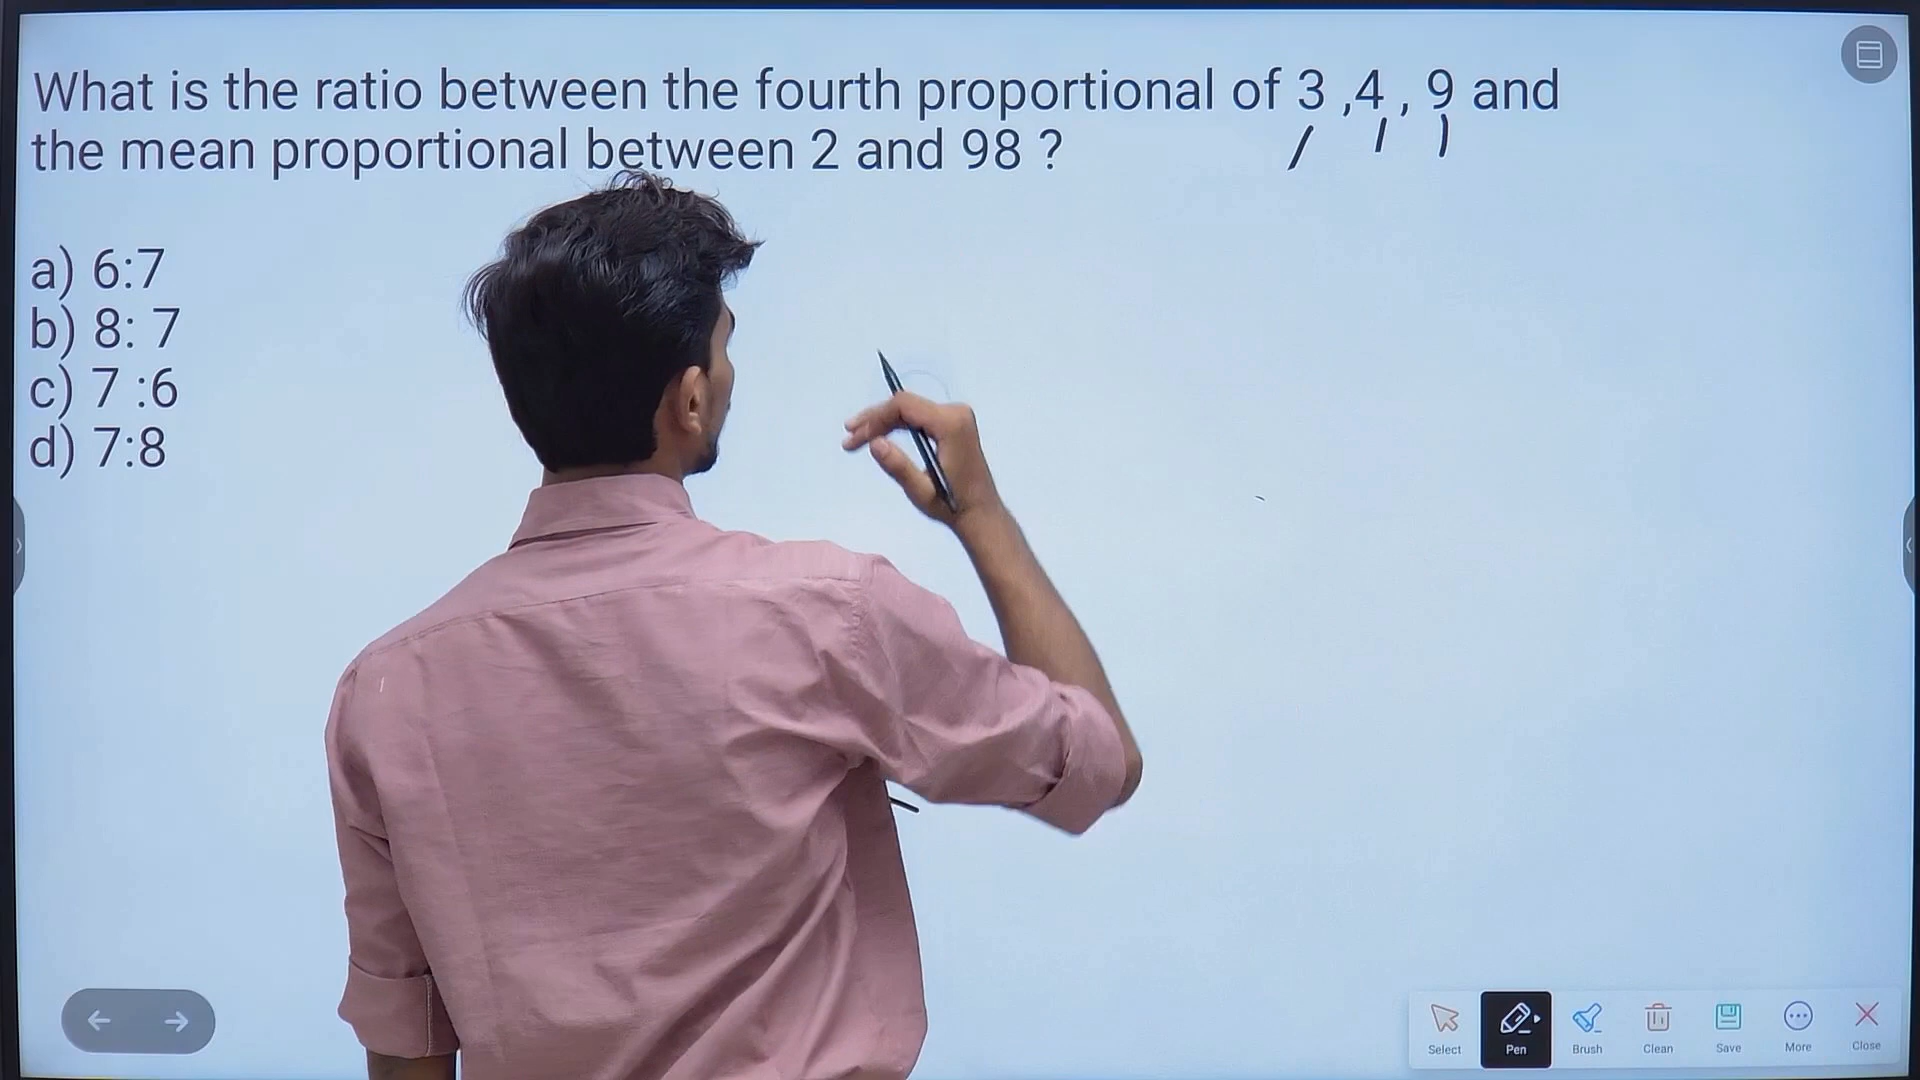 What is the ratio between the fourth proportional of 3 ,4 , 9 and
the mean proportional between 2 and 98 ?
a) 6:7
b) 8: 7
c) 7 :6
d) 7:8
Select Pen Brush Clean Save More Close